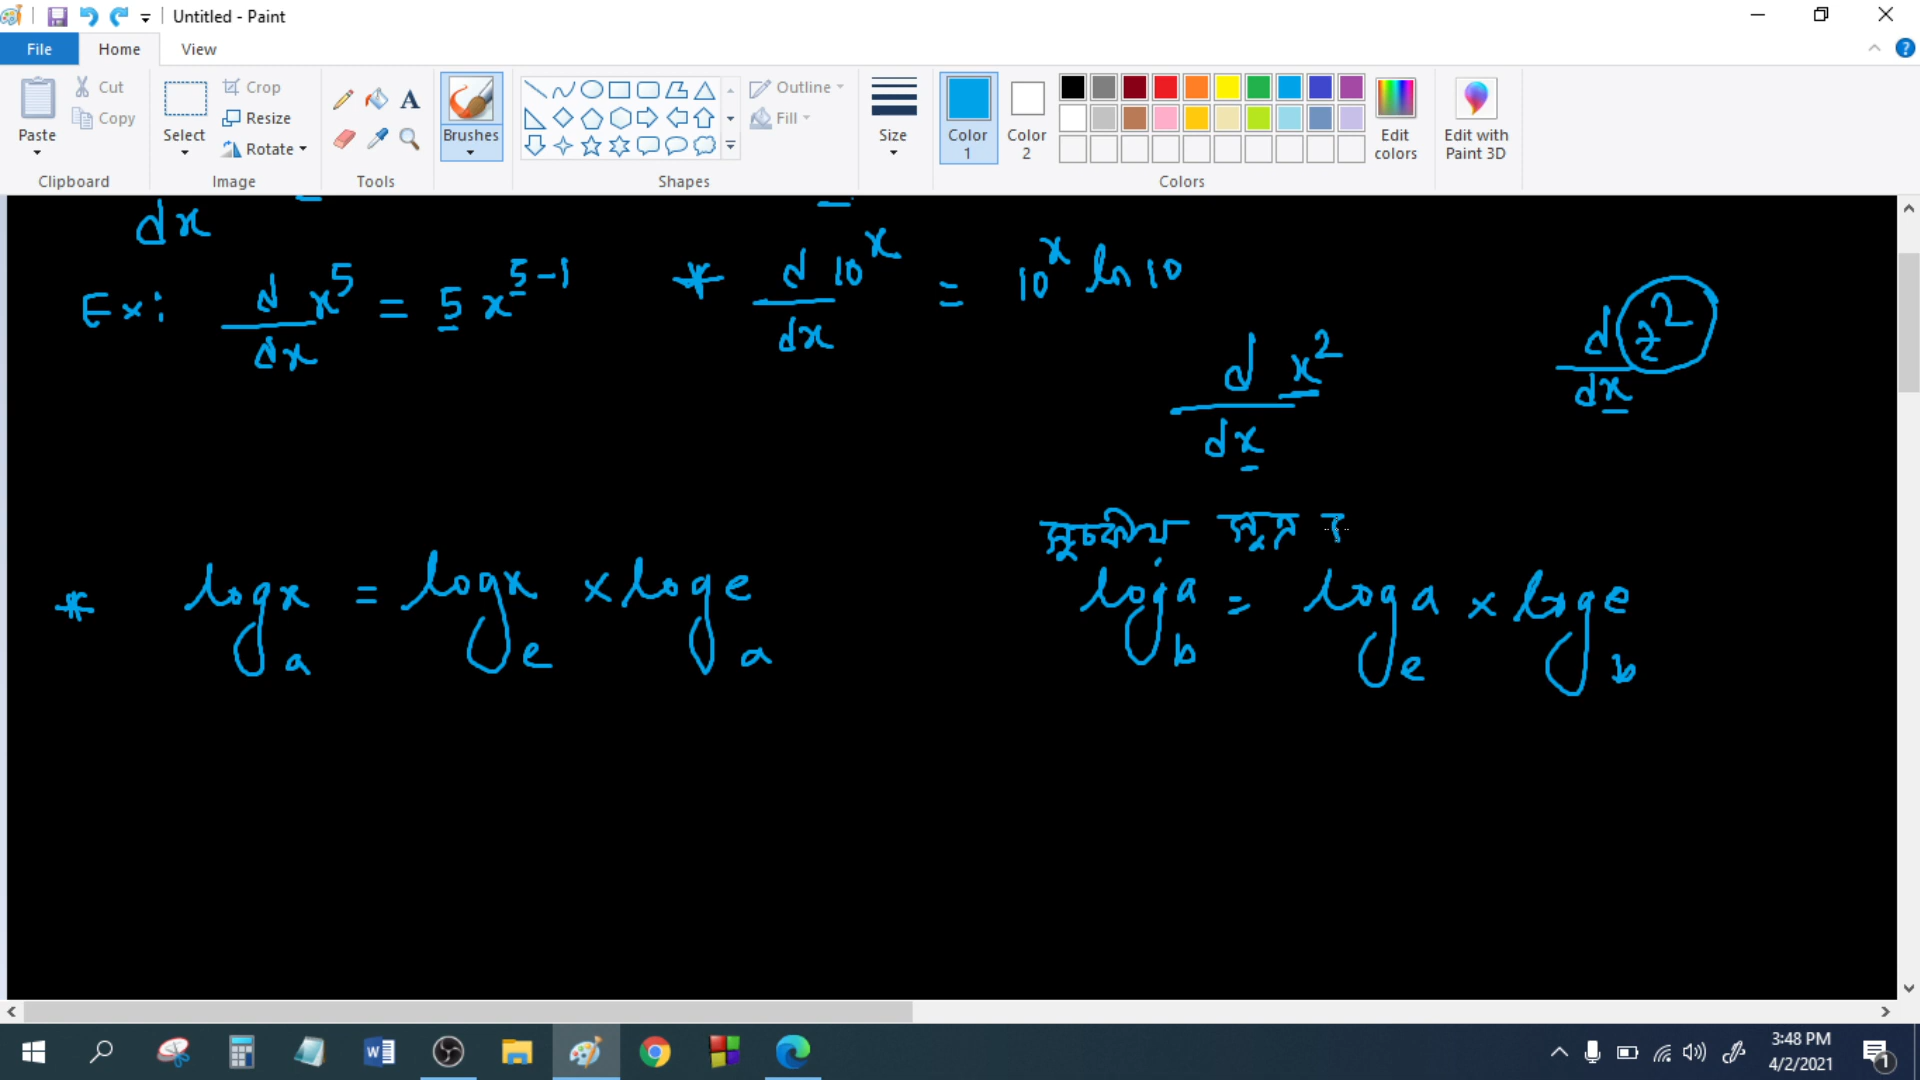 Untitled - Paint
File Home View
Paste
Cut
Copy
Clipboard
Select
Crop
Resize
Rotate
Image
A
Tools
Brushes
Outline
Fill
Shapes
Size
Color 1
Color 2
Edit colors
Colors
Edit with Paint 3D
dx
Ex: d/dx x^5 = 5 x^5-1 * d/dx 10^x = 10^x ln 10
d/dx x^2
d/dx z^2
সূচকীয় সূত্র
* log_a x = log_e x × log_a e
log_b a = log_e a × log_b e
3:48 PM
4/2/2021
1